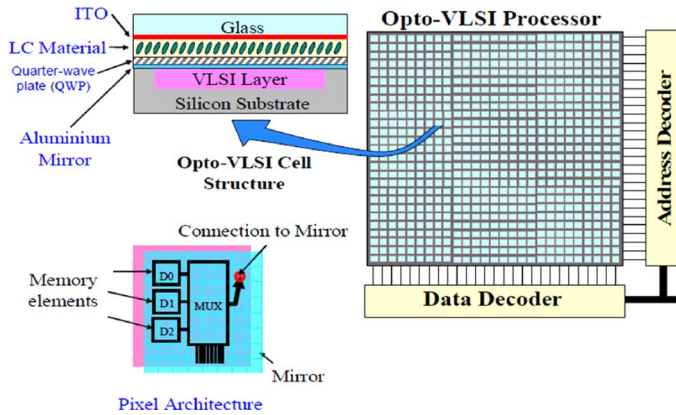 ITO
LC Material
Quarter-wave
plate (QWP)
Aluminium
Mirror
Glass
VLSI Layer
Silicon Substrate
Opto-VLSI Cell
Structure
Opto-VLSI Processor
Address Decoder
Data Decoder
Connection to Mirror
Memory
elements
D0
D1
D2
MUX
Mirror
Pixel Architecture